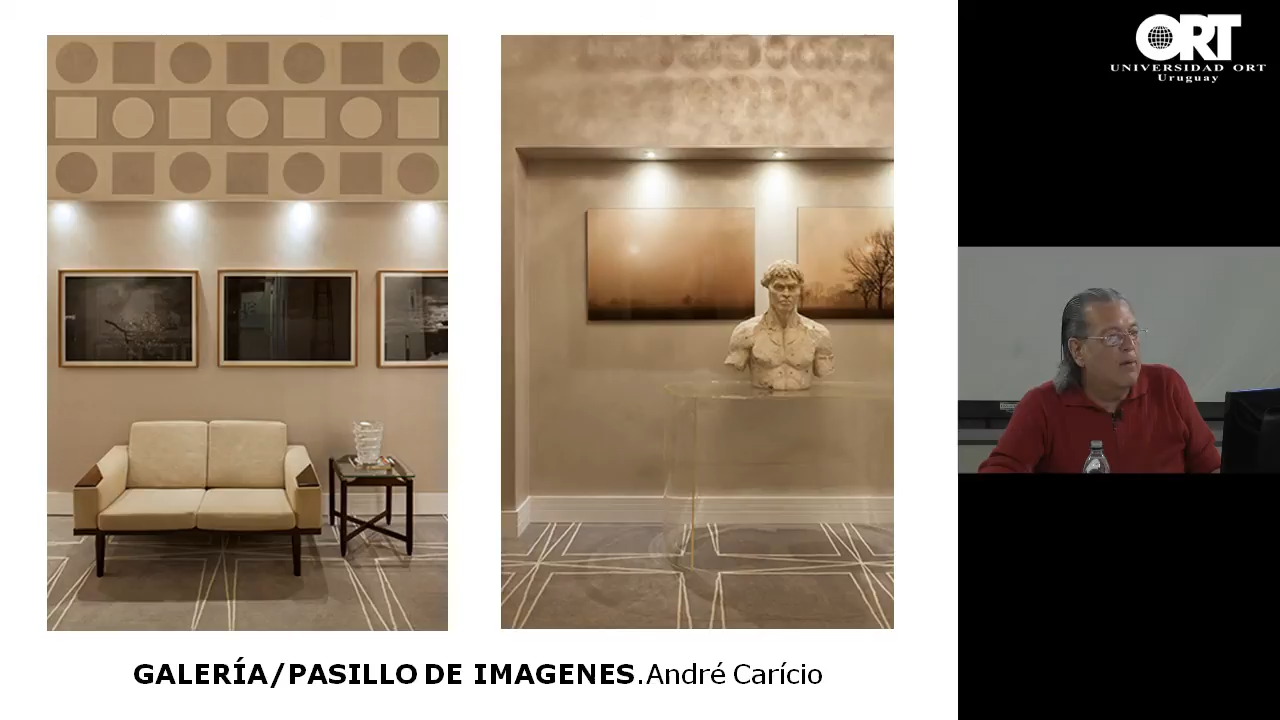 ORT
UNIVERSIDAD ORT
Uruguay
GALERÍA/PASILLO DE IMAGENES.André Carício